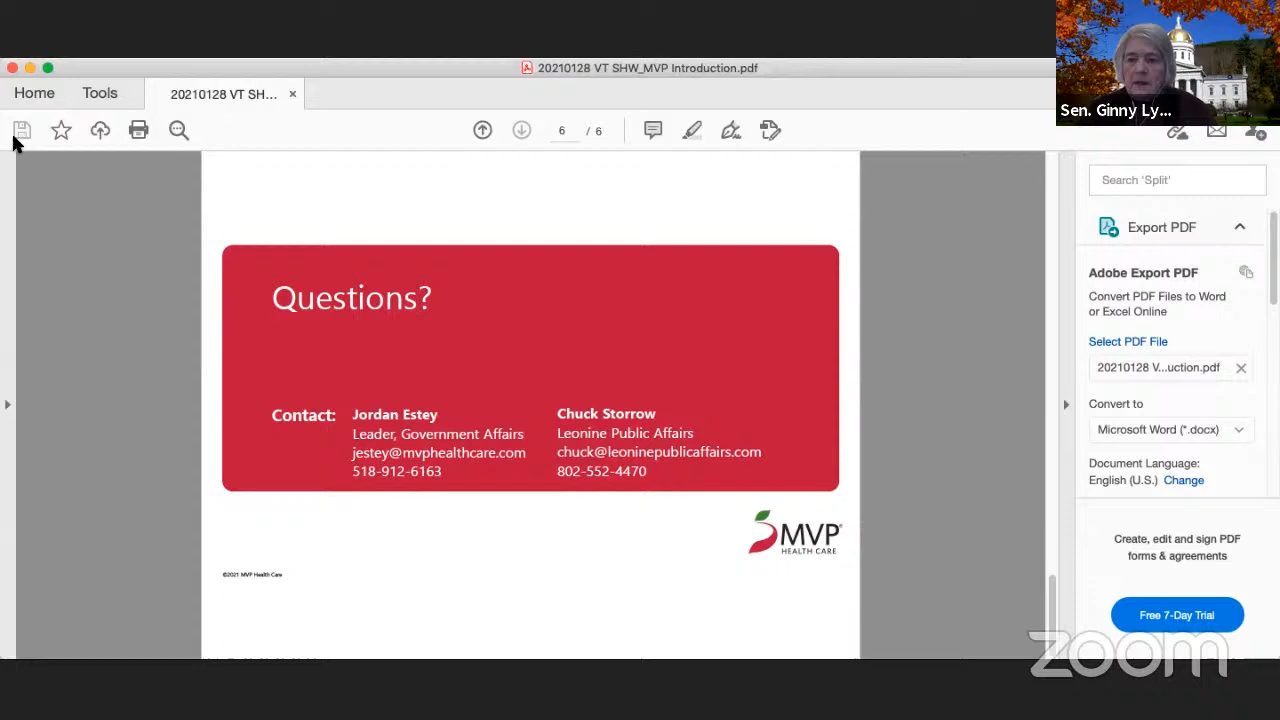 20210128 VT SHW_MVP Introduction.pdf
Home
Tools
20210128 VT SH...
Sen. Ginny Ly...
6 / 6
Search 'Split'
Export PDF
Adobe Export PDF
Convert PDF Files to Word
or Excel Online
Select PDF File
20210128 V...uction.pdf
Convert to
Microsoft Word (*.docx)
Document Language:
English (U.S.) Change
Create, edit and sign PDF
forms & agreements
Free 7-Day Trial
Questions?
Contact:
Jordan Estey
Leader, Government Affairs
jestey@mvphealthcare.com
518-912-6163
Chuck Storrow
Leonine Public Affairs
chuck@leoninepublicaffairs.com
802-552-4470
MVP
HEALTH CARE
©2021 MVP Health Care
zoom